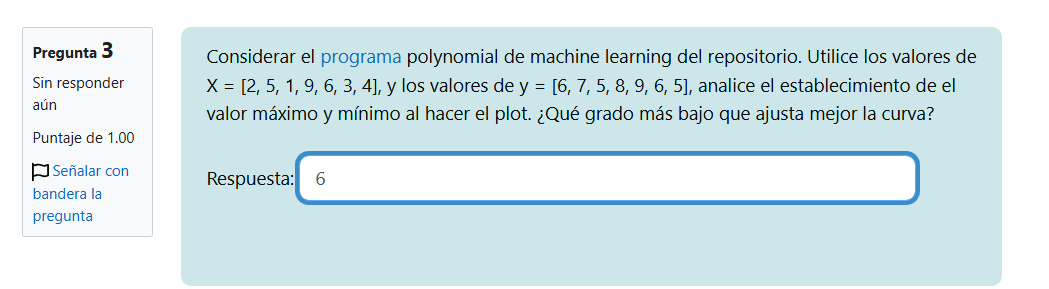 Pregunta 3
Sin responder
aún
Puntaje de 1.00
Señalar con
bandera la
pregunta
Considerar el programa polynomial de machine learning del repositorio. Utilice los valores de
X = [2, 5, 1, 9, 6, 3, 4], y los valores de y = [6, 7, 5, 8, 9, 6, 5], analice el establecimiento de el
valor máximo y mínimo al hacer el plot. ¿Qué grado más bajo que ajusta mejor la curva?
Respuesta: 6